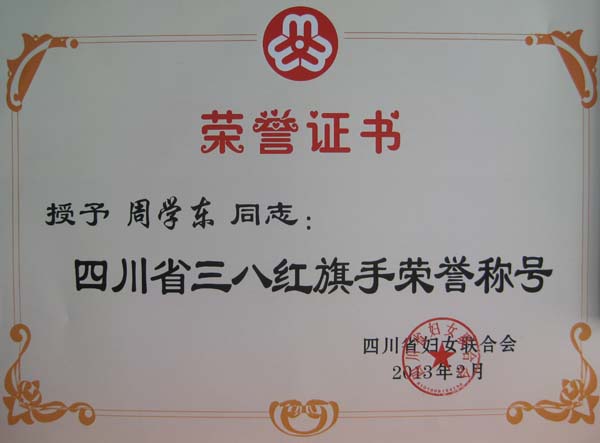 荣誉证书
授予 周学东 同志：
四川省三八红旗手荣誉称号
四川省妇女联合会
2013年2月